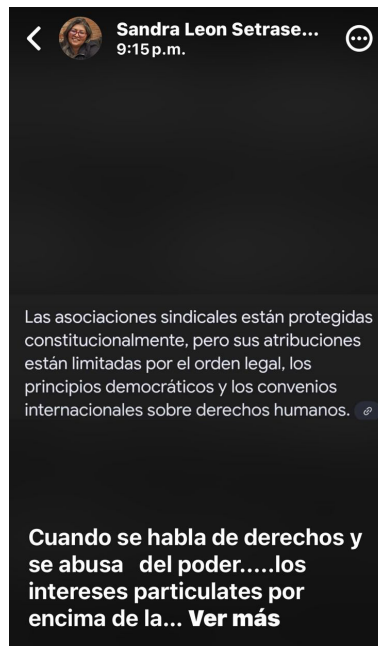 Sandra Leon Setrase...
9:15 p.m.
Las asociaciones sindicales están protegidas
constitucionalmente, pero sus atribuciones
están limitadas por el orden legal, los
principios democráticos y los convenios
internacionales sobre derechos humanos.
Cuando se habla de derechos y
se abusa   del poder.....los
intereses particulates por
encima de la... Ver más